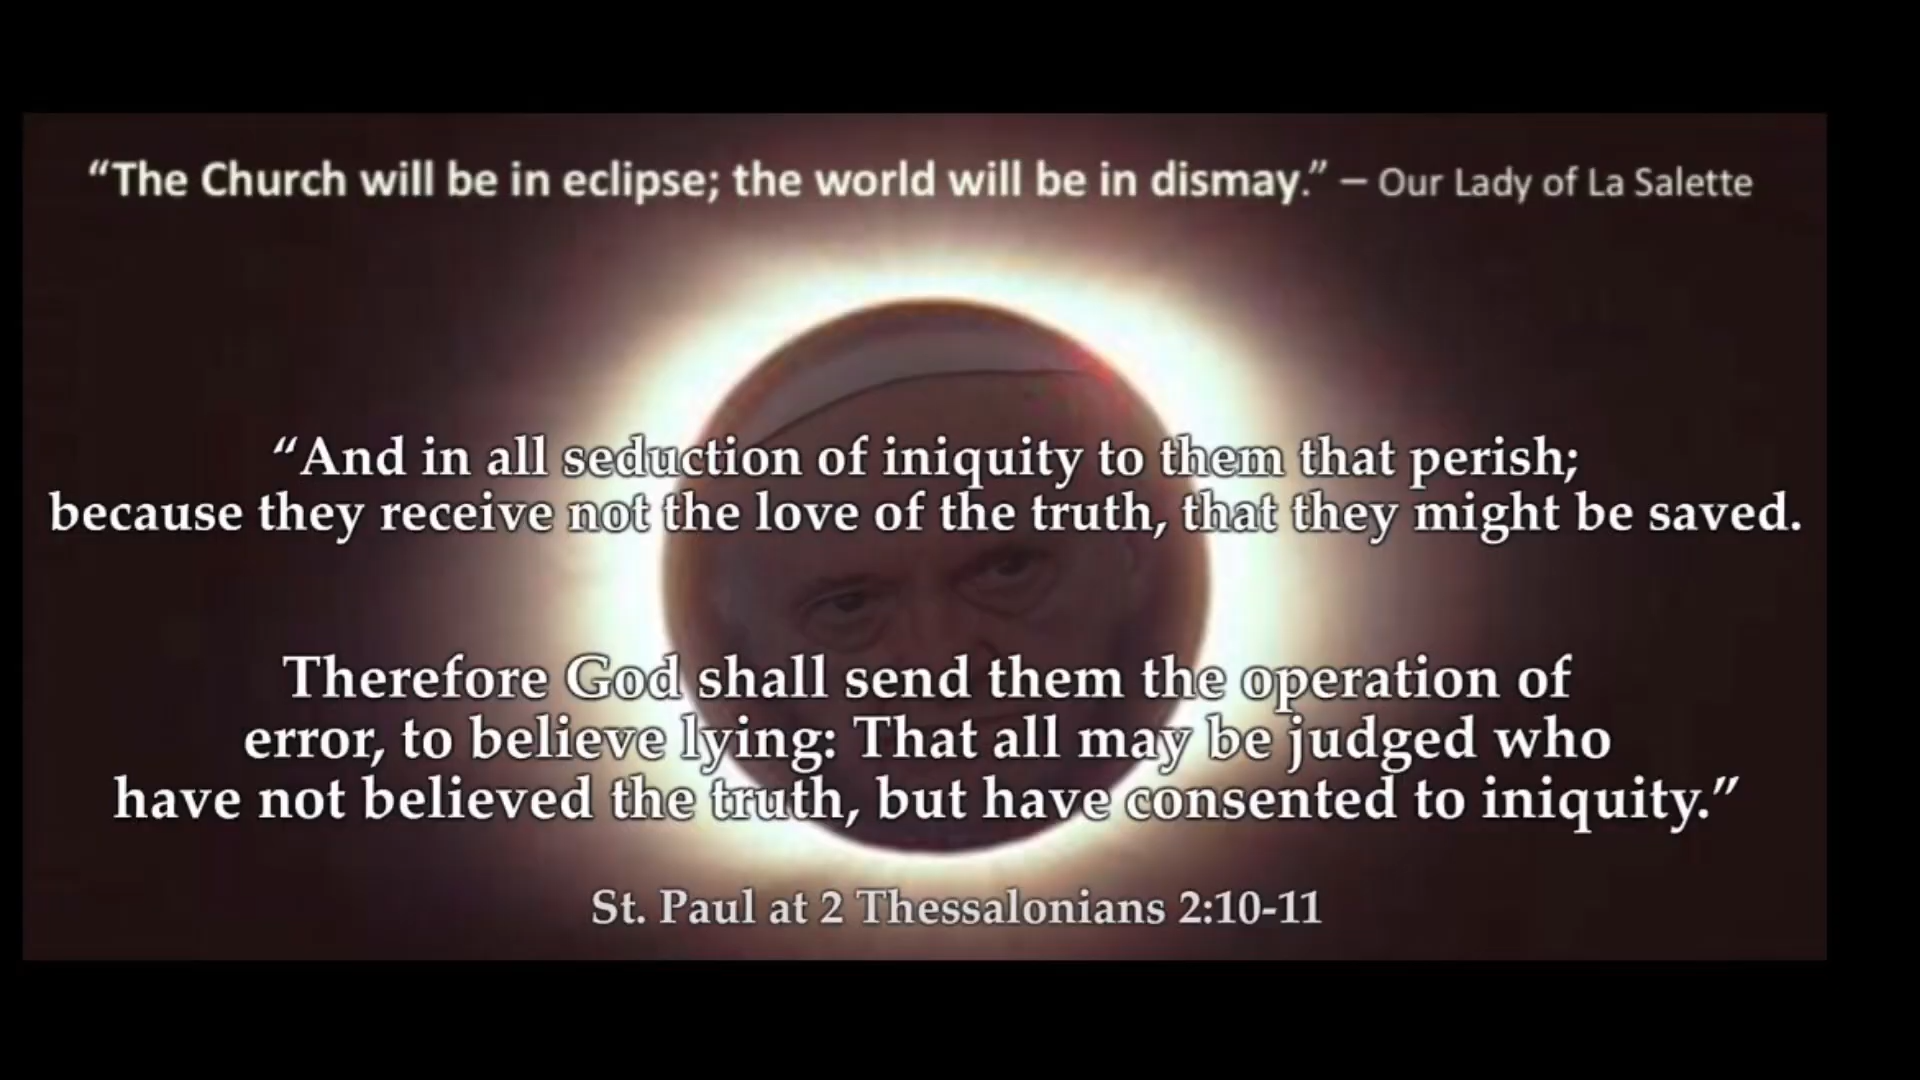 “The Church will be in eclipse; the world will be in dismay.” – Our Lady of La Salette
“And in all seduction of iniquity to them that perish;
because they receive not the love of the truth, that they might be saved.
Therefore God shall send them the operation of
error, to believe lying: That all may be judged who
have not believed the truth, but have consented to iniquity.”
St. Paul at 2 Thessalonians 2:10-11